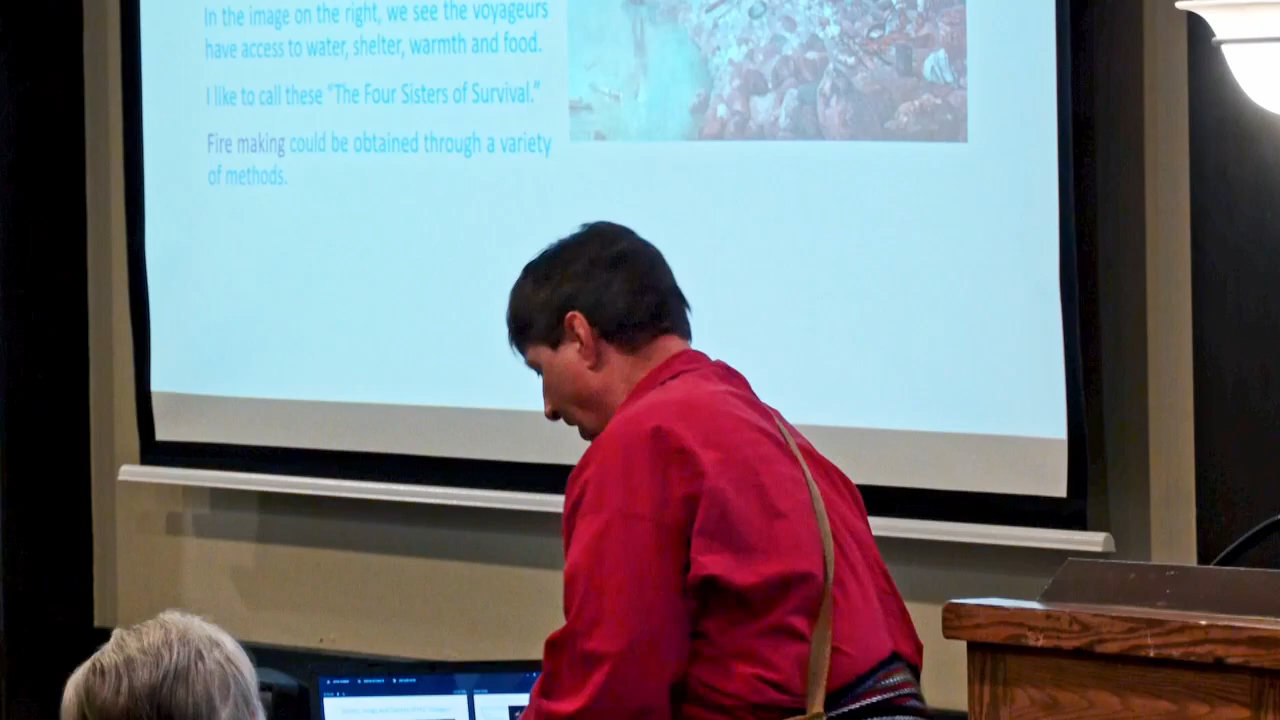 In the image on the right, we see the voyageurs
have access to water, shelter, warmth and food.
I like to call these “The Four Sisters of Survival.”
Fire making could be obtained through a variety
of methods.